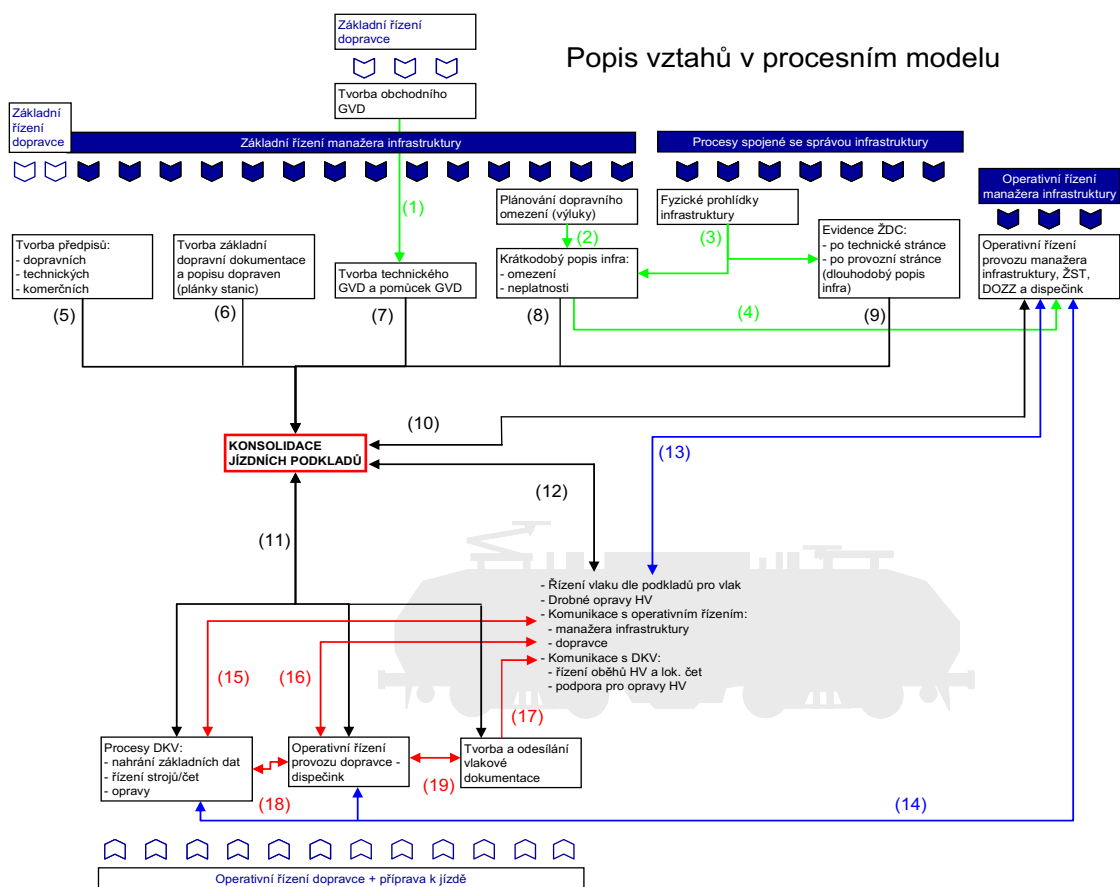 Popis vztahů v procesním modelu
Základní řízení
dopravce
Tvorba obchodního
GVD
Základní
řízení
dopravce
Základní řízení manažera infrastruktury
Procesy spojené se správou infrastruktury
Operativní řízení
manažera infrastruktury
(1)
Plánování dopravního
omezení (výluky)
(2)
Fyzické prohlídky
infrastruktury
(3)
Tvorba předpisů:
- dopravních
- technických
- komerčních
Tvorba základní
dopravní dokumentace
a popisu dopraven
(plánky stanic)
Tvorba technického
GVD a pomůcek GVD
Krátkodobý popis infra:
- omezení
- neplatnosti
Evidence ŽDC:
- po technické stránce
- po provozní stránce
(dlouhodobý popis
infra)
Operativní řízení
provozu manažera
infrastruktury, ŽST,
DOZZ a dispečink
(5)
(6)
(7)
(8)
(4)
(9)
(10)
KONSOLIDACE
JÍZDNÍCH PODKLADŮ
(13)
(12)
(11)
- Řízení vlaku dle podkladů pro vlak
- Drobné opravy HV
- Komunikace s operativním řízením:
- manažera infrastruktury
- dopravce
- Komunikace s DKV:
- řízení oběhů HV a lok. čet
- podpora pro opravy HV
(15)
(16)
(17)
Procesy DKV:
- nahrání základních dat
- řízení strojů/čet
- opravy
Operativní řízení
provozu dopravce -
dispečink
Tvorba a odesílání
vlakové
dokumentace
(18)
(19)
(14)
Operativní řízení dopravce + příprava k jízdě